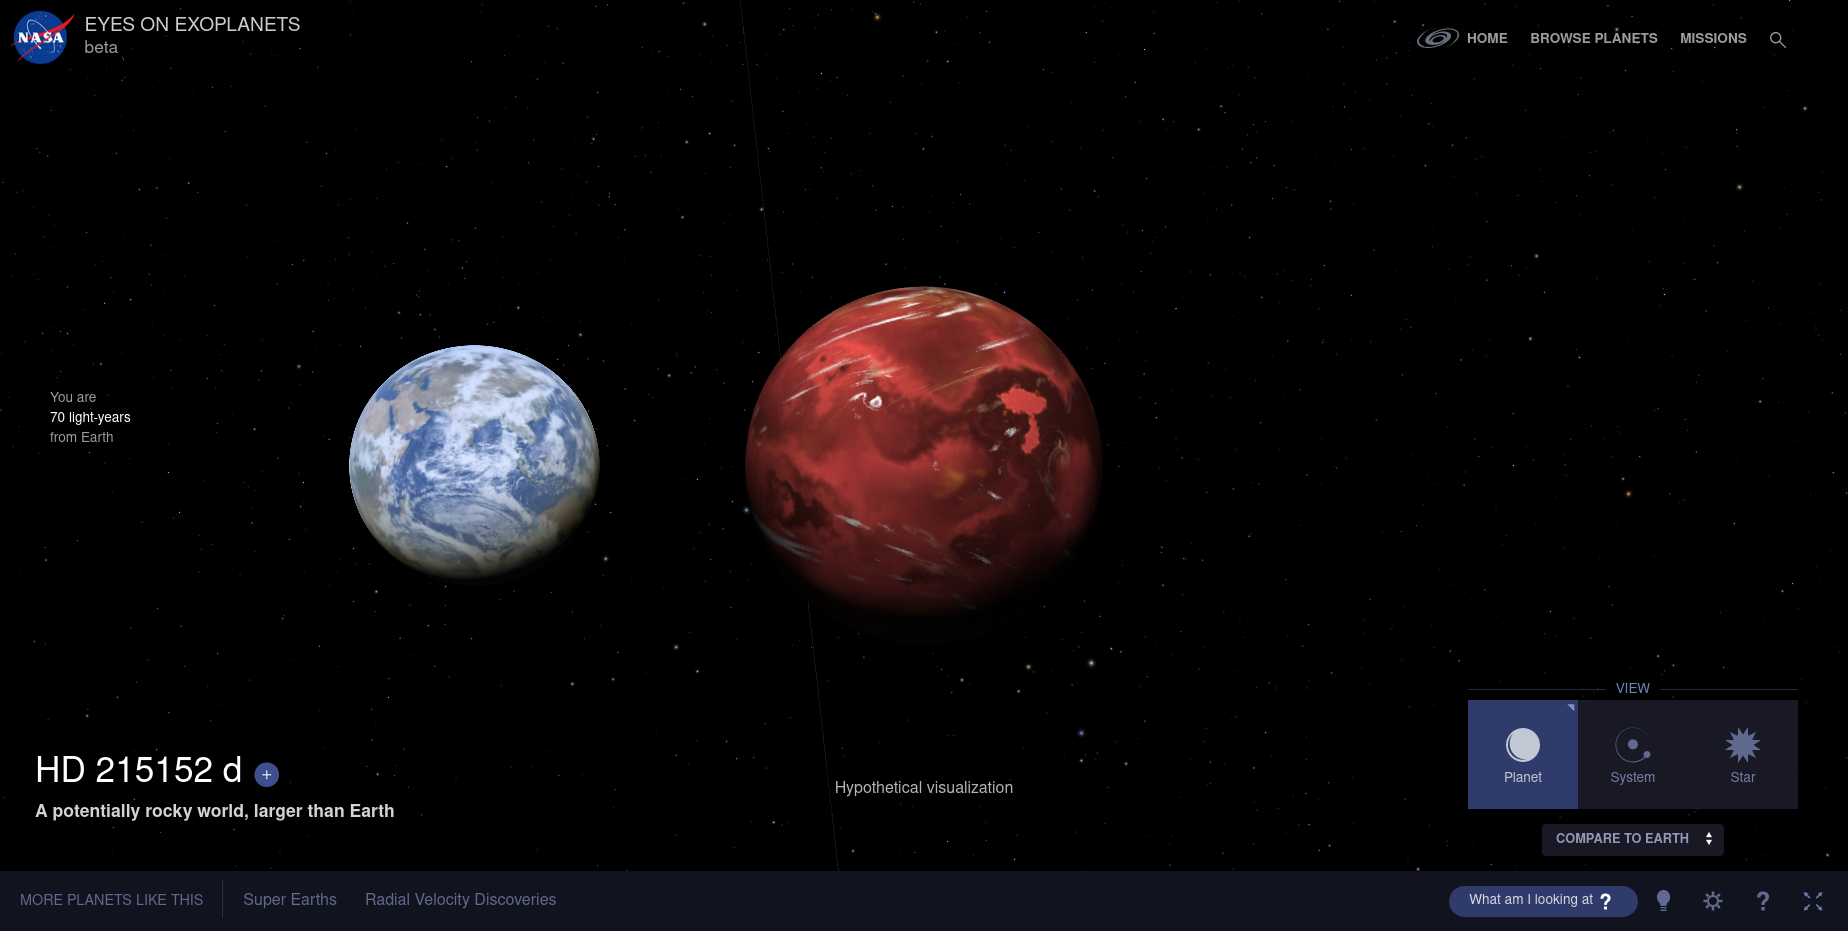 NASA
EYES ON EXOPLANETS
beta
HOME
BROWSE PLANETS
MISSIONS
You are
70 light-years
from Earth
VIEW
Planet
System
Star
HD 215152 d +
A potentially rocky world, larger than Earth
Hypothetical visualization
COMPARE TO EARTH
MORE PLANETS LIKE THIS
Super Earths
Radial Velocity Discoveries
What am I looking at ?
?